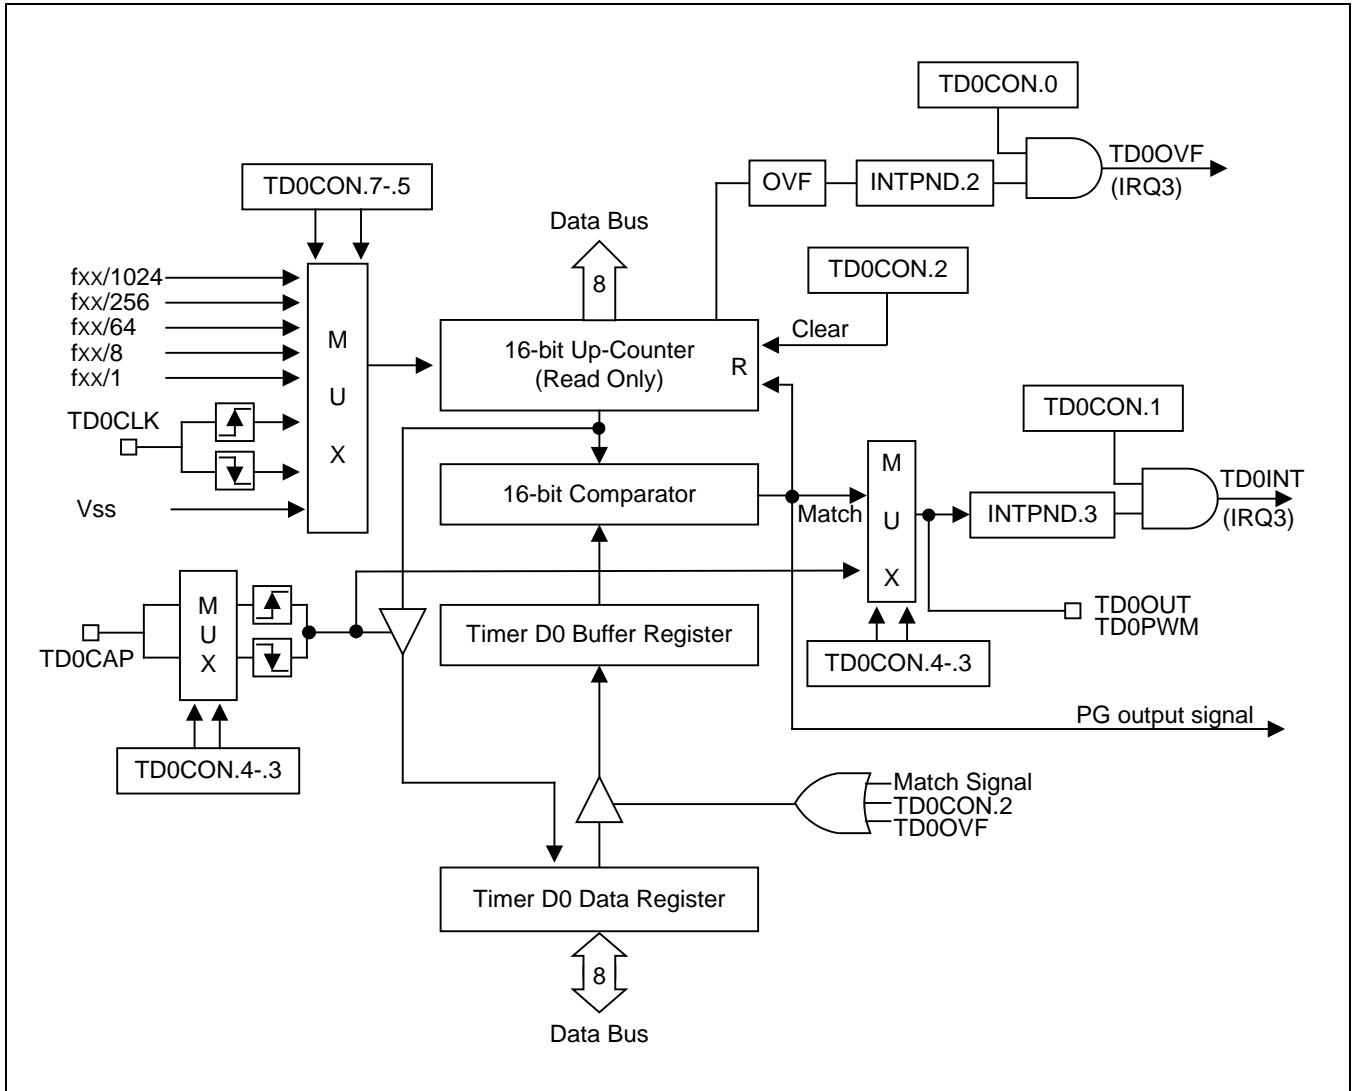 TD0CON.0
TD0OVF
(IRQ3)
OVF
INTPND.2
TD0CON.7-.5
Data Bus
8
TD0CON.2
fxx/1024
fxx/256
fxx/64
fxx/8
fxx/1
TD0CLK
Vss
M
U
X
16-bit Up-Counter
(Read Only)
R
Clear
TD0CON.1
16-bit Comparator
Match
M
U
X
INTPND.3
TD0INT
(IRQ3)
TD0CAP
M
U
X
Timer D0 Buffer Register
TD0OUT
TD0PWM
TD0CON.4-.3
PG output signal
TD0CON.4-.3
Match Signal
TD0CON.2
TD0OVF
Timer D0 Data Register
8
Data Bus